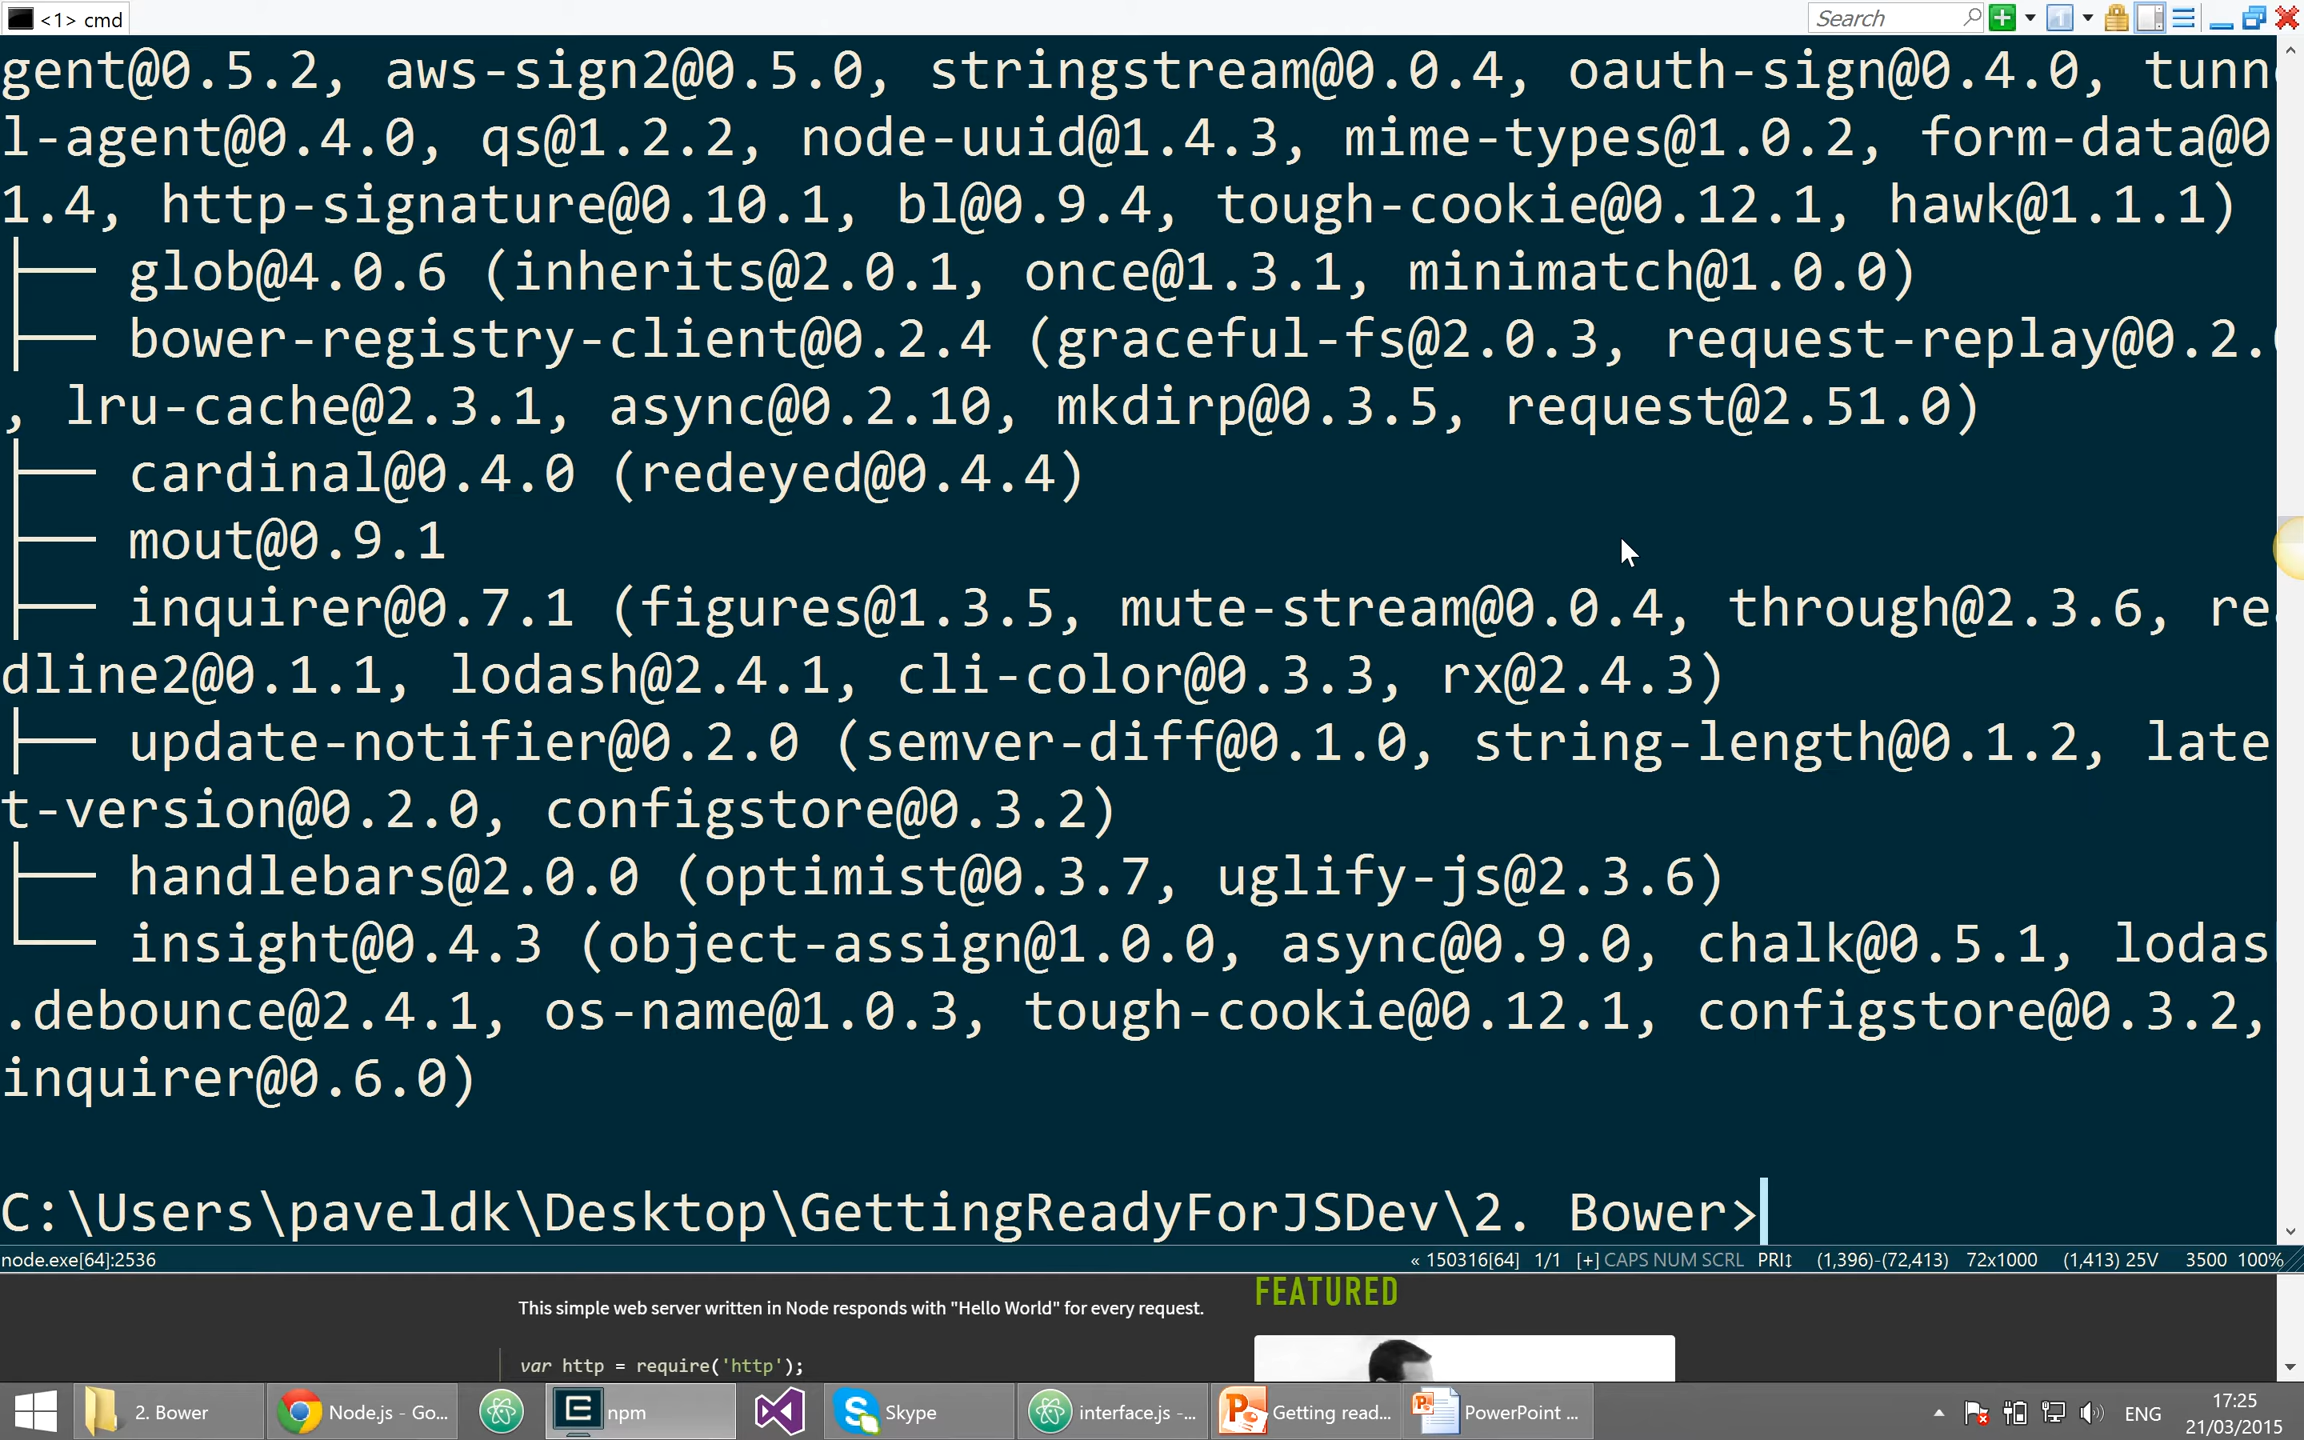 <1> cmd
Search
gent@0.5.2, aws-sign2@0.5.0, stringstream@0.0.4, oauth-sign@0.4.0, tunn
l-agent@0.4.0, qs@1.2.2, node-uuid@1.4.3, mime-types@1.0.2, form-data@0
1.4, http-signature@0.10.1, bl@0.9.4, tough-cookie@0.12.1, hawk@1.1.1)
├── glob@4.0.6 (inherits@2.0.1, once@1.3.1, minimatch@1.0.0)
├── bower-registry-client@0.2.4 (graceful-fs@2.0.3, request-replay@0.2.
, lru-cache@2.3.1, async@0.2.10, mkdirp@0.3.5, request@2.51.0)
├── cardinal@0.4.0 (redeyed@0.4.4)
├── mout@0.9.1
├── inquirer@0.7.1 (figures@1.3.5, mute-stream@0.0.4, through@2.3.6, rea
dline2@0.1.1, lodash@2.4.1, cli-color@0.3.3, rx@2.4.3)
├── update-notifier@0.2.0 (semver-diff@0.1.0, string-length@0.1.2, late
t-version@0.2.0, configstore@0.3.2)
├── handlebars@2.0.0 (optimist@0.3.7, uglify-js@2.3.6)
└── insight@0.4.3 (object-assign@1.0.0, async@0.9.0, chalk@0.5.1, lodas
.debounce@2.4.1, os-name@1.0.3, tough-cookie@0.12.1, configstore@0.3.2,
inquirer@0.6.0)
C:\Users\paveldk\Desktop\GettingReadyForJSDev\2. Bower>
node.exe[64]:2536 « 150316[64] 1/1 [+] CAPS NUM SCRL PRI↕ (1,396)-(72,413) 72x1000 (1,413) 25V 3500 100%
FEATURED
This simple web server written in Node responds with "Hello World" for every request.
var http = require('http');
2. Bower Node.js - Go... npm Skype interface.js -... Getting read... PowerPoint ... ENG
17:25
21/03/2015